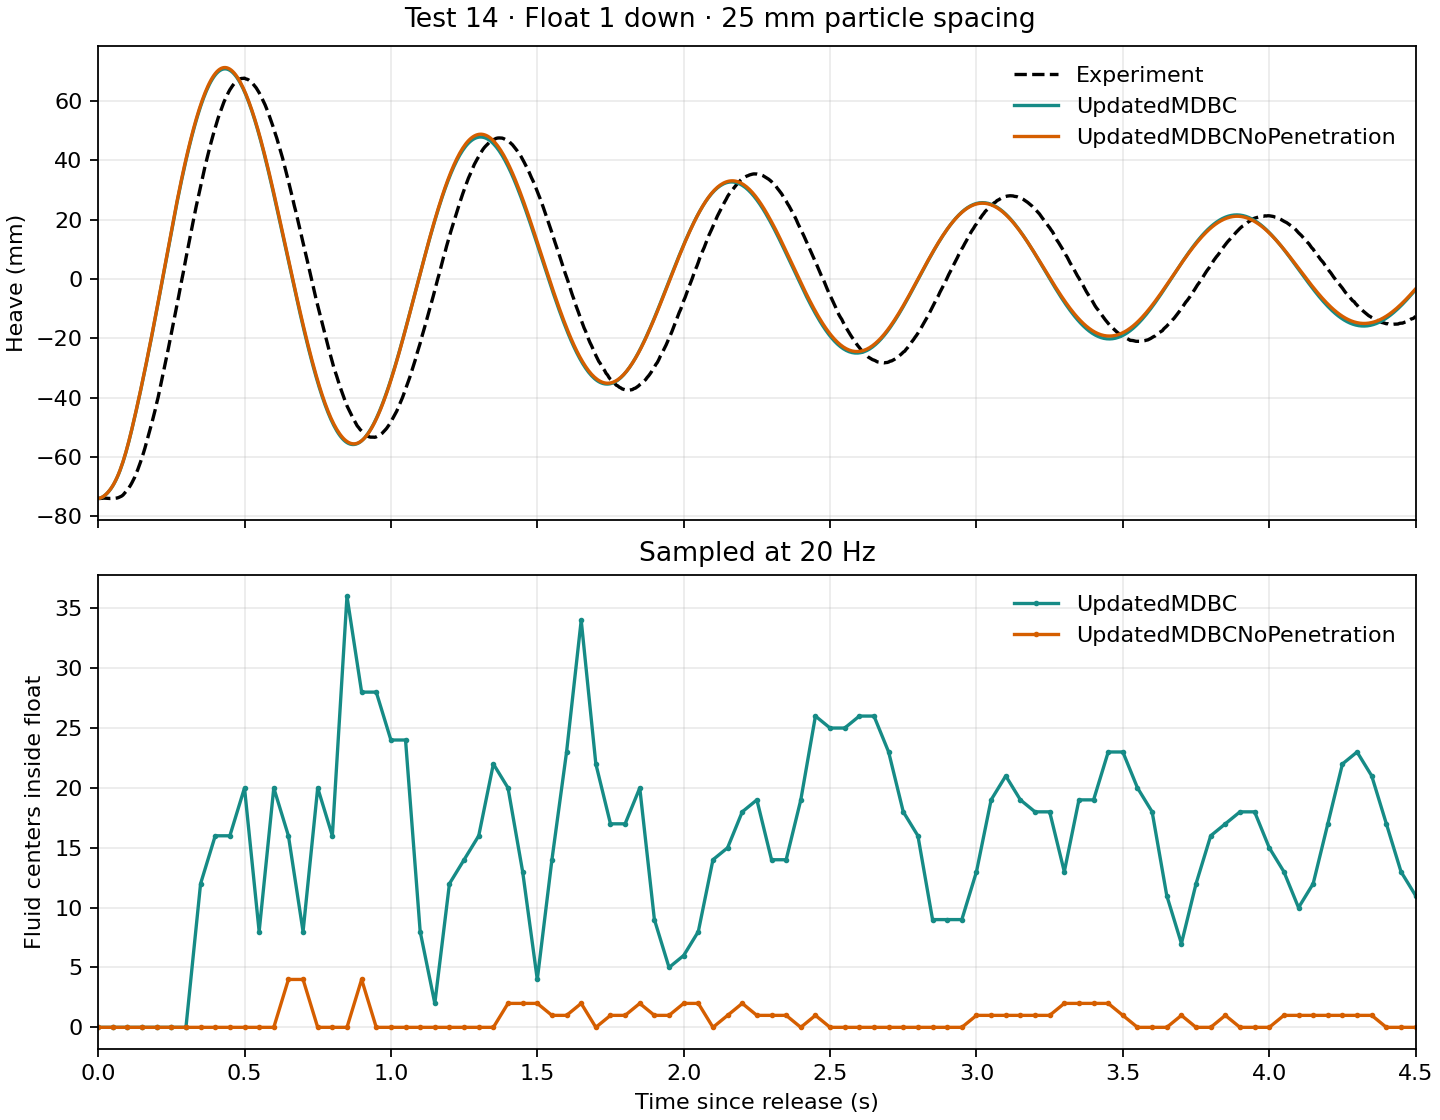 Test 14 · Float 1 down · 25 mm particle spacing
Heave (mm)
60
40
20
0
−20
−40
−60
−80
Experiment
UpdatedMDBC
UpdatedMDBCNoPenetration
Sampled at 20 Hz
Fluid centers inside float
35
30
25
20
15
10
5
0
UpdatedMDBC
UpdatedMDBCNoPenetration
0.0 0.5 1.0 1.5 2.0 2.5 3.0 3.5 4.0 4.5
Time since release (s)